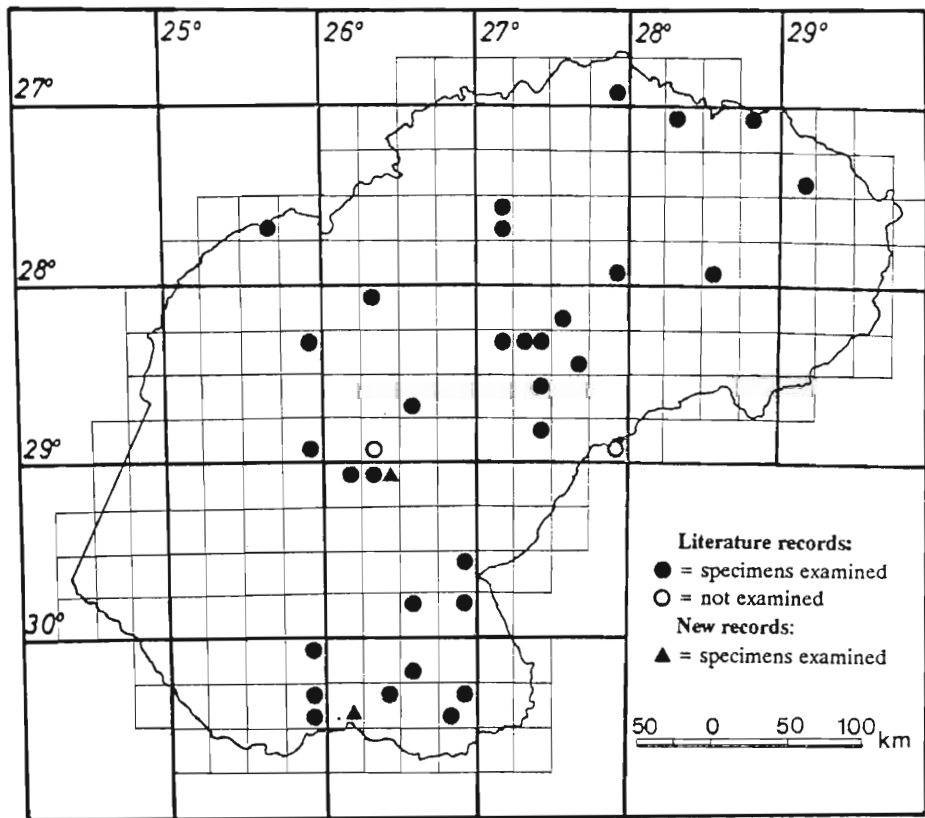 25° 26° 27° 28° 29°
27°
28°
29°
30°
Literature records:
● = specimens examined
○ = not examined
New records:
▲ = specimens examined
50 0 50 100 km